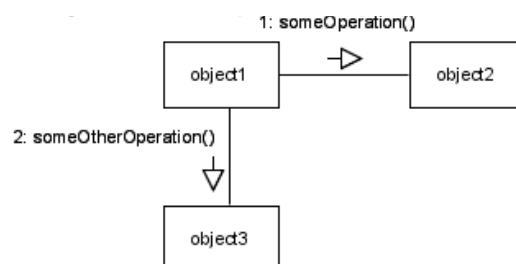 1: someOperation()
object1
object2
2: someOtherOperation()
object3